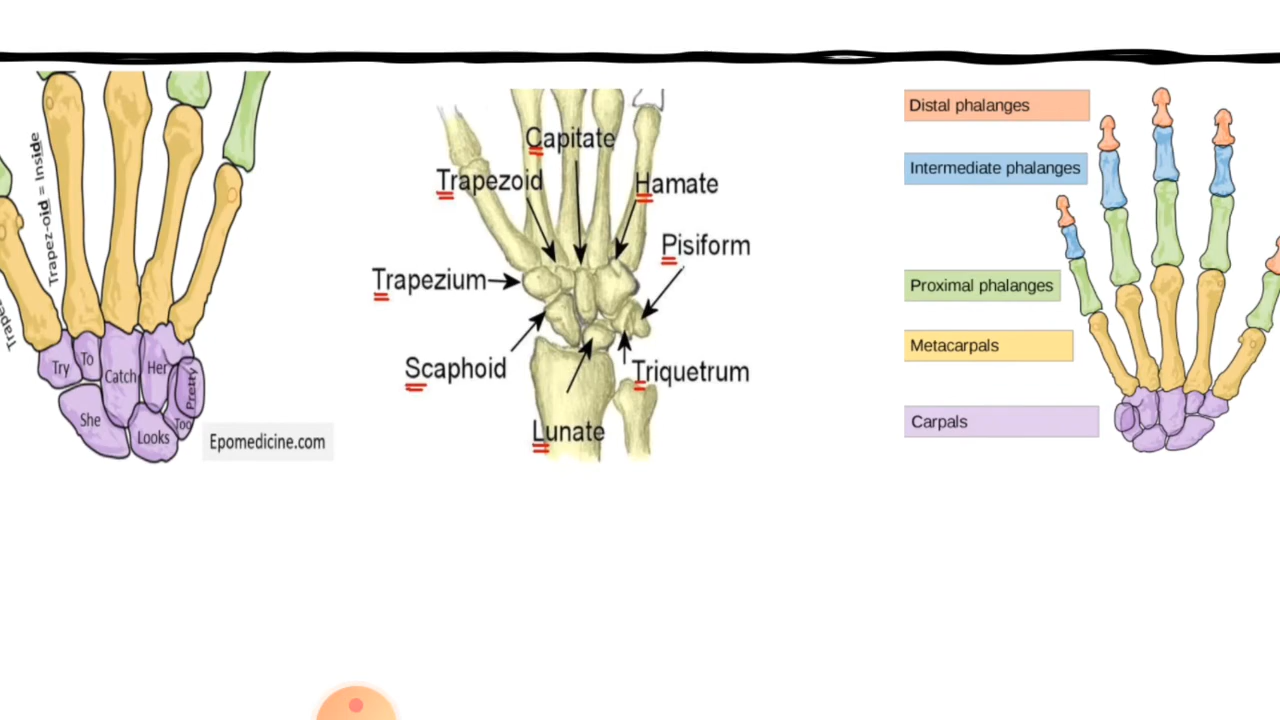 Trapez-oid = Inside
Try
To
Catch
Her
Pretty
She
Looks
Too
Epomedicine.com
Capitate
Trapezoid
Hamate
Pisiform
Trapezium
Scaphoid
Triquetrum
Lunate
Distal phalanges
Intermediate phalanges
Proximal phalanges
Metacarpals
Carpals